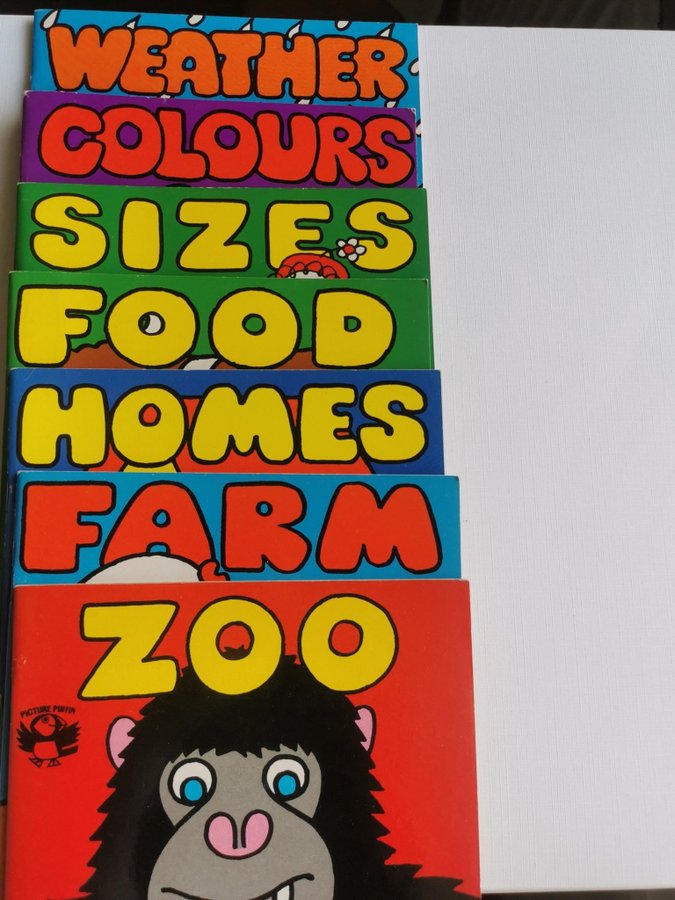 WEATHER
COLOURS
SIZES
FOOD
HOMES
FARM
ZOO
PICTURE PUFFIN